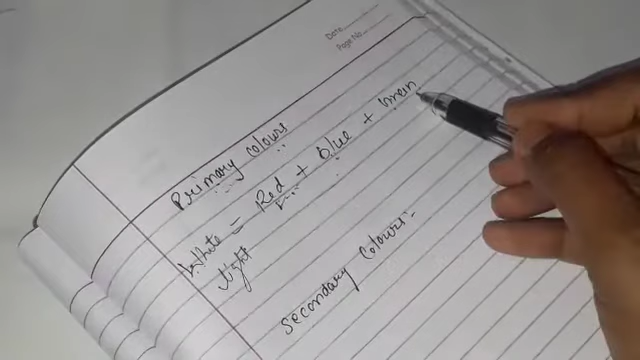 Date
Page No.
Primary colours
White = Red + Blue + Green
light
Secondary colours:-